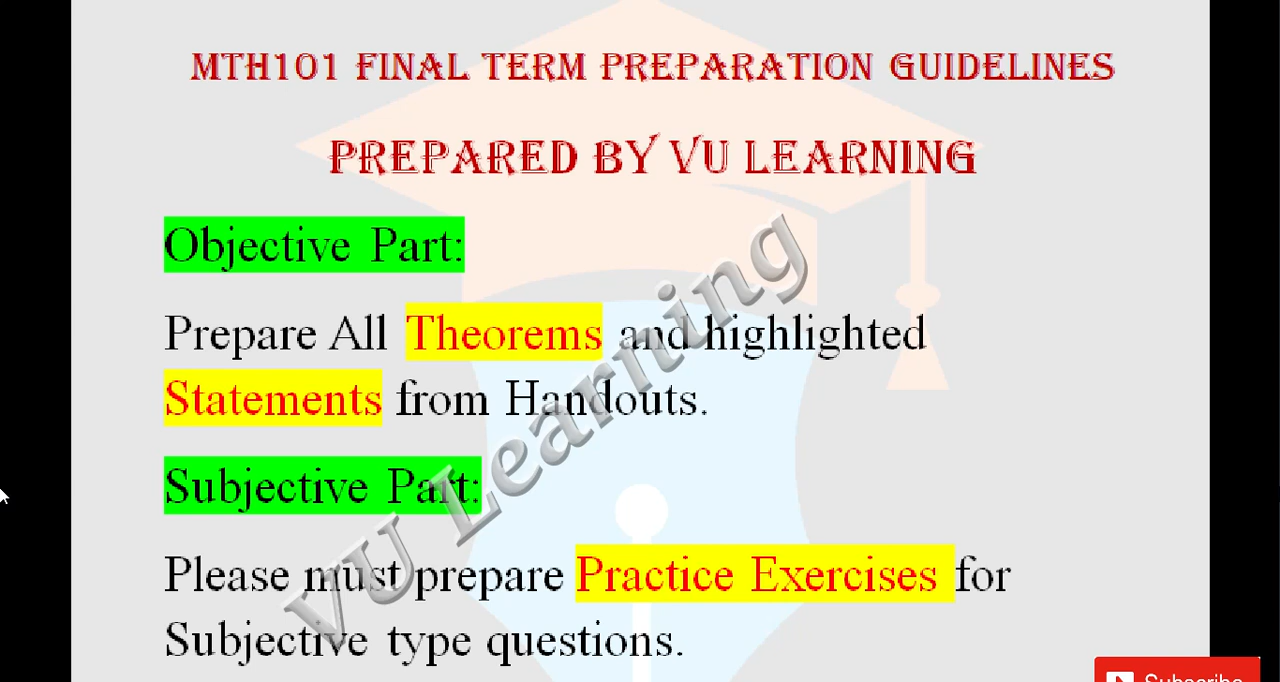 MTH101 FINAL TERM PREPARATION GUIDELINES
PREPARED BY VU LEARNING
Objective Part:
Prepare All Theorems and highlighted
Statements from Handouts.
Subjective Part:
Please must prepare Practice Exercises for
Subjective type questions.
VU Learning
Subscribe